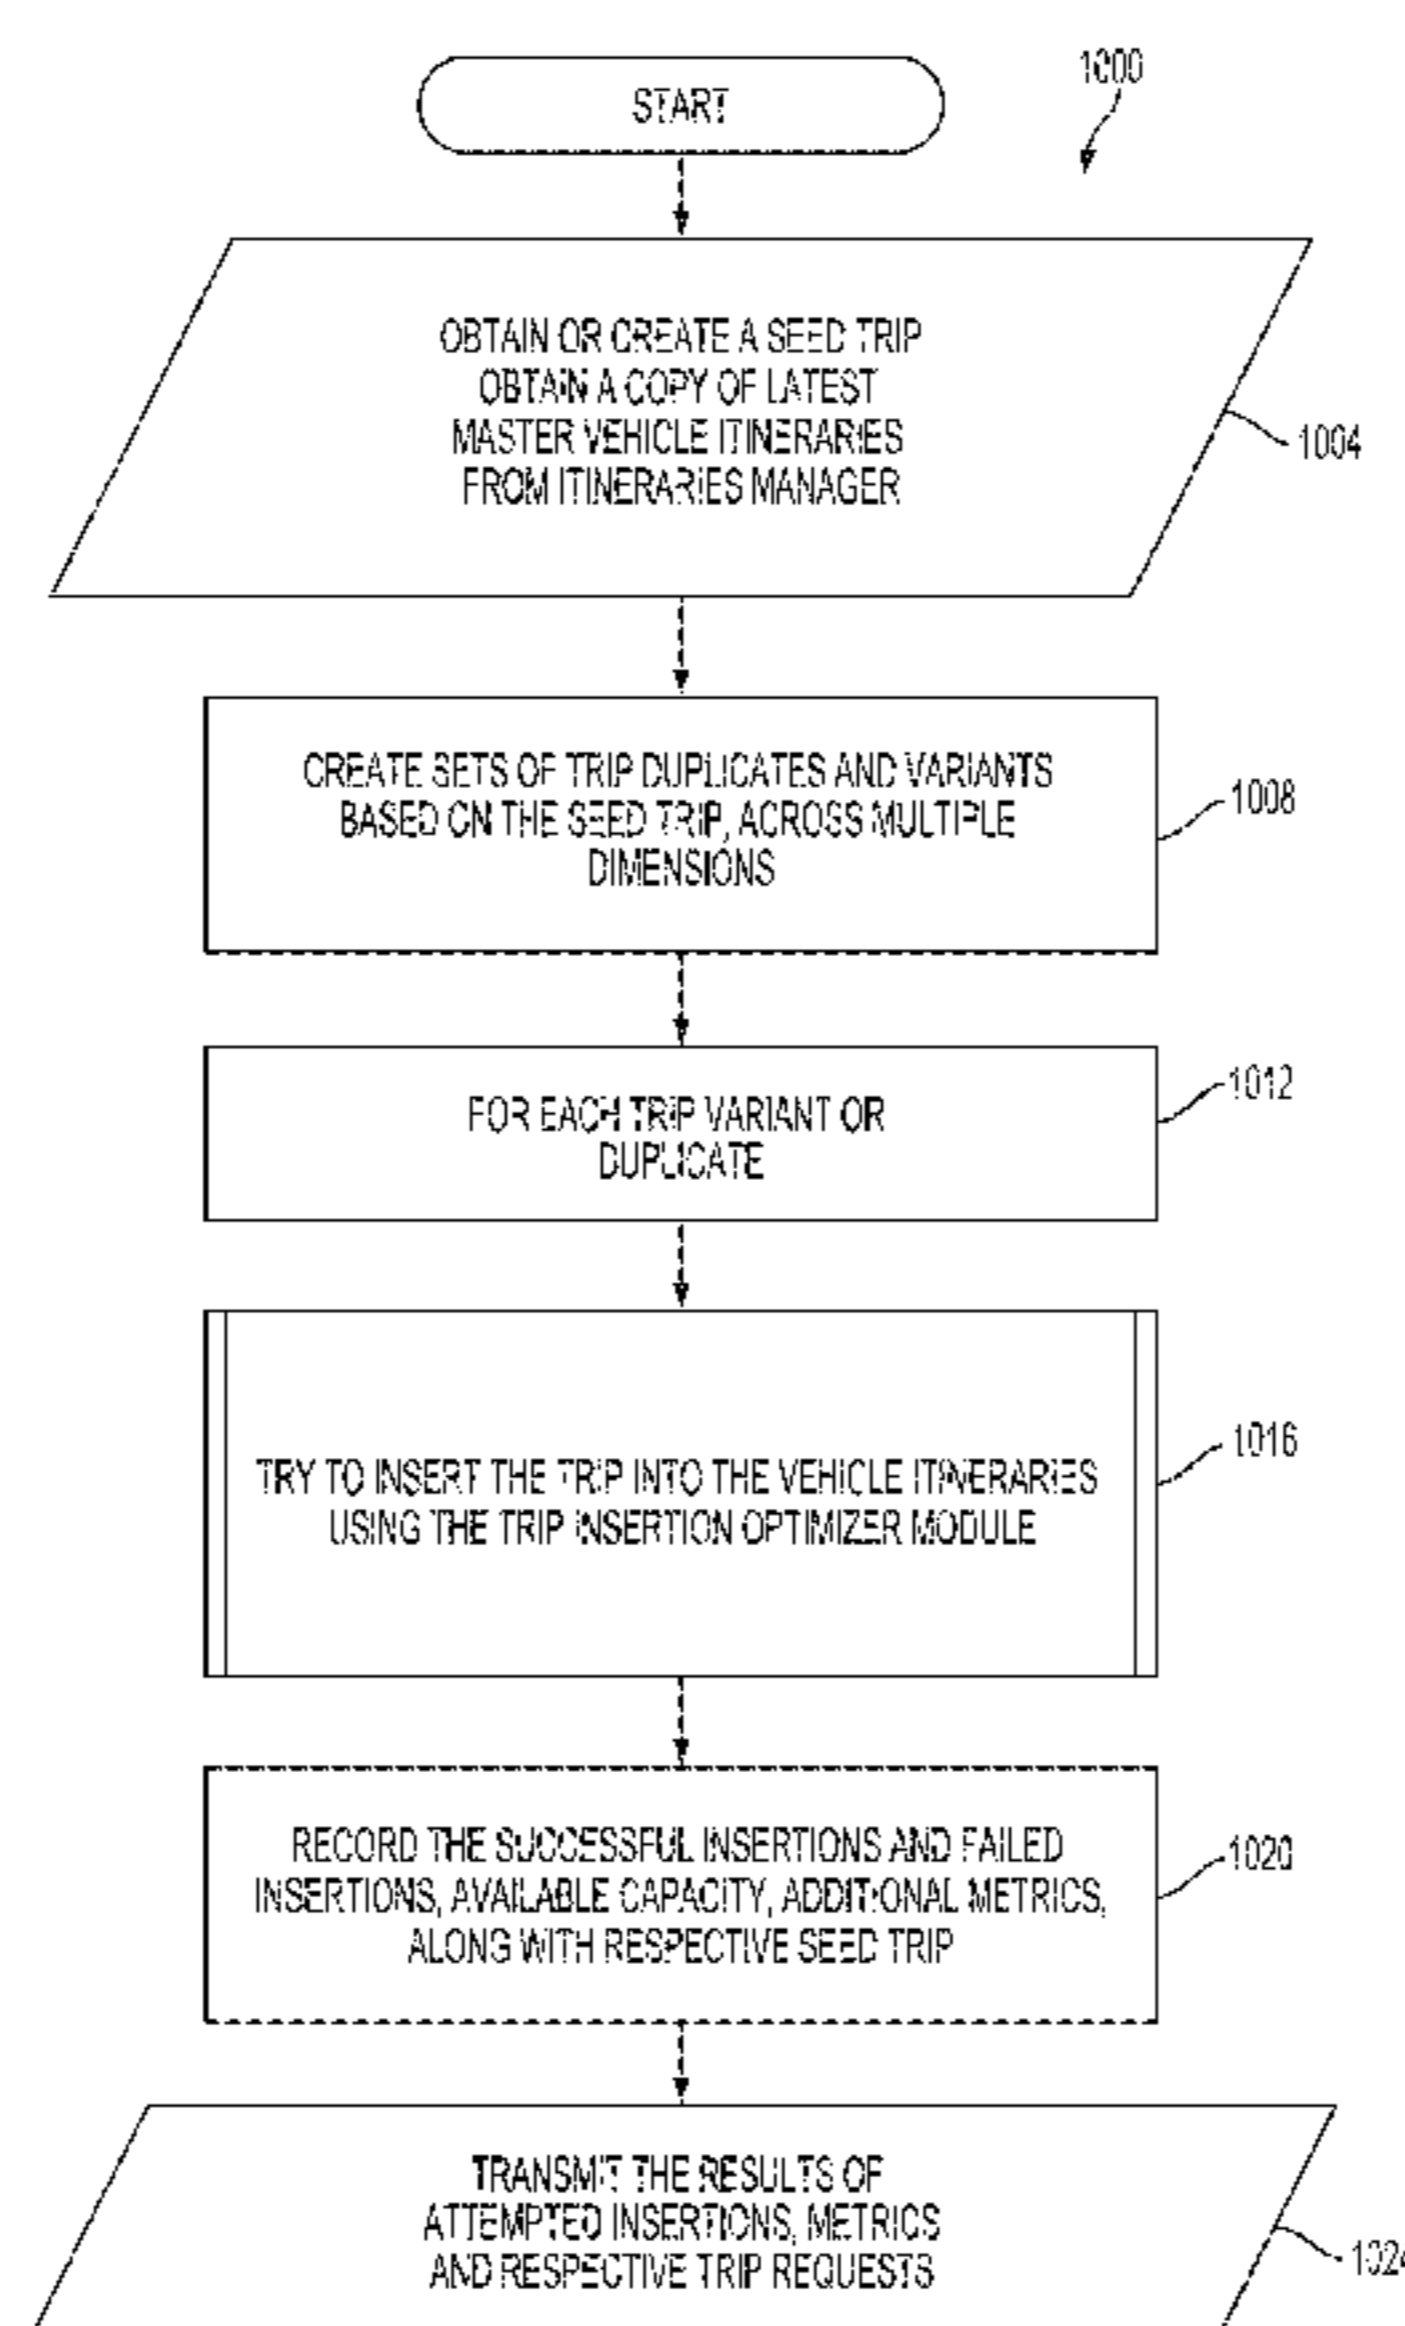 1000
START
OBTAIN OR CREATE A SEED TRIP
OBTAIN A COPY OF LATEST
MASTER VEHICLE ITINERARIES
FROM ITINERARIES MANAGER
1004
CREATE SETS OF TRIP DUPLICATES AND VARIANTS
BASED ON THE SEED TRIP, ACROSS MULTIPLE
DIMENSIONS
1008
FOR EACH TRIP VARIANT OR
DUPLICATE
1012
TRY TO INSERT THE TRIP INTO THE VEHICLE ITINERARIES
USING THE TRIP INSERTION OPTIMIZER MODULE
1016
RECORD THE SUCCESSFUL INSERTIONS AND FAILED
INSERTIONS, AVAILABLE CAPACITY, ADDITIONAL METRICS,
ALONG WITH RESPECTIVE SEED TRIP
1020
TRANSMIT THE RESULTS OF
ATTEMPTED INSERTIONS, METRICS
AND RESPECTIVE TRIP REQUESTS
1024